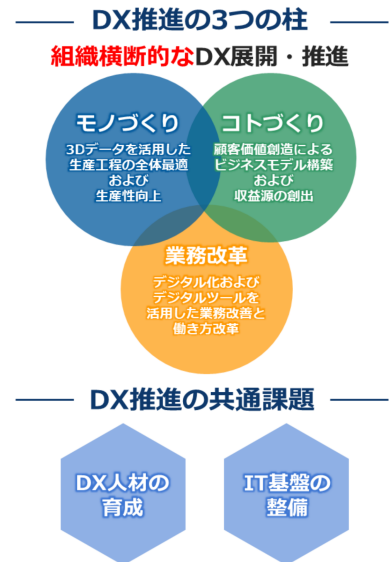 DX推進の3つの柱
組織横断的なDX展開・推進
モノづくり
3Dデータを活用した
生産工程の全体最適
および
生産性向上
コトづくり
顧客価値創造による
ビジネスモデル構築
および
収益源の創出
業務改革
デジタル化および
デジタルツールを
活用した業務改善と
働き方改革
DX推進の共通課題
DX人材の
育成
IT基盤の
整備